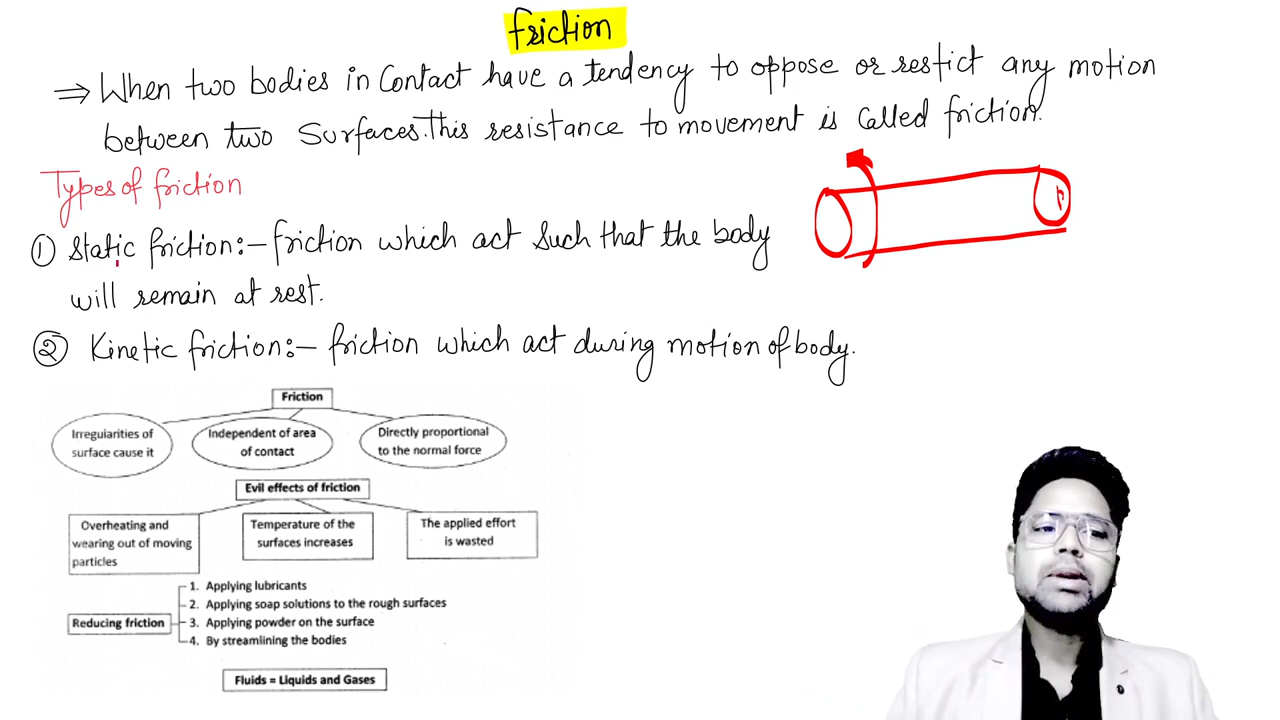 friction
⇒ When two bodies in Contact have a tendency to oppose or restict any motion
between two Surfaces.This resistance to movement is Called friction.
Types of friction
① Static friction:- friction which act Such that the body
will remain at rest.
② Kinetic friction:- friction which act during motion of body.
Friction
Irregularities of
surface cause it
Independent of area
of contact
Directly proportional
to the normal force
Evil effects of friction
Overheating and
wearing out of moving
particles
Temperature of the
surfaces increases
The applied effort
is wasted
Reducing friction
1. Applying lubricants
2. Applying soap solutions to the rough surfaces
3. Applying powder on the surface
4. By streamlining the bodies
Fluids = Liquids and Gases